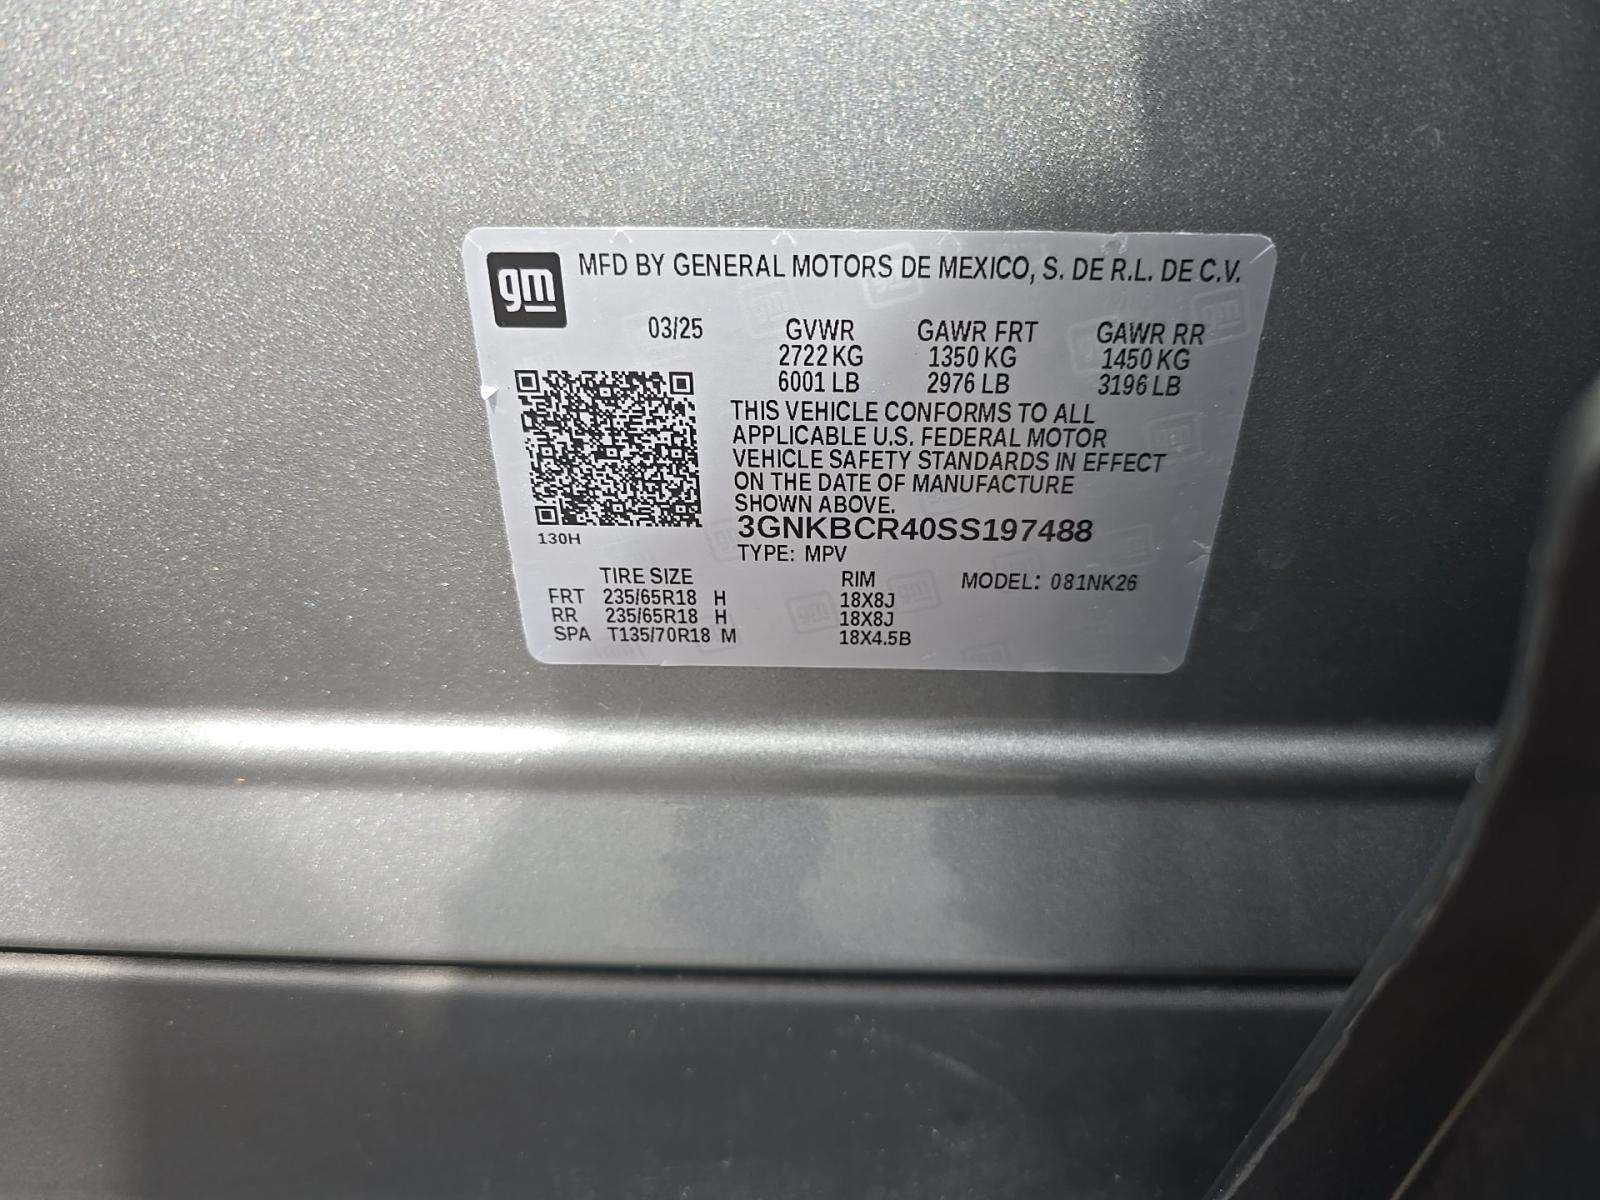 gm MFD BY GENERAL MOTORS DE MEXICO, S. DE R.L. DE C.V.
03/25 GVWR GAWR FRT GAWR RR
2722 KG 1350 KG 1450 KG
6001 LB 2976 LB 3196 LB
THIS VEHICLE CONFORMS TO ALL
APPLICABLE U.S. FEDERAL MOTOR
VEHICLE SAFETY STANDARDS IN EFFECT
ON THE DATE OF MANUFACTURE
SHOWN ABOVE.
3GNKBCR40SS197488
130H
TYPE: MPV
TIRE SIZE RIM MODEL: 081NK26
FRT 235/65R18 H 18X8J
RR 235/65R18 H 18X8J
SPA T135/70R18 M 18X4.5B